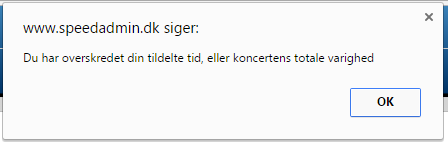 www.speedadmin.dk siger:
Du har overskredet din tildelte tid, eller koncertens totale varighed
OK